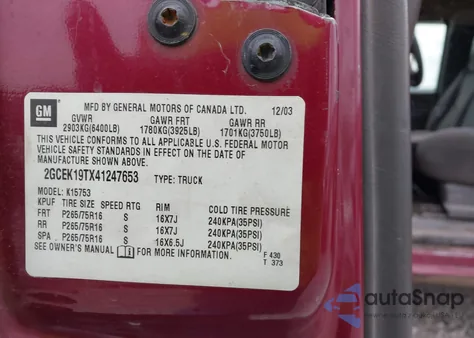 GM
MFD BY GENERAL MOTORS OF CANADA LTD. 12/03
GVWR GAWR FRT GAWR RR
2903KG(6400LB) 1780KG(3925LB) 1701KG(3750LB)
THIS VEHICLE CONFORMS TO ALL APPLICABLE U.S. FEDERAL MOTOR
VEHICLE SAFETY STANDARDS IN EFFECT ON THE DATE OF
MANUFACTURE SHOWN ABOVE.
2GCEK19TX41247653 TYPE: TRUCK
MODEL: K15753
KPUF TIRE SIZE SPEED RTG RIM COLD TIRE PRESSURE
FRT P265/75R16 S 16X7J 240KPA(35PSI)
RR P265/75R16 S 16X7J 240KPA(35PSI)
SPA P265/75R16 S 16X6.5J 240KPA(35PSI)
SEE OWNER'S MANUAL i FOR MORE INFORMATION.
F 430
T 373
autoSnap